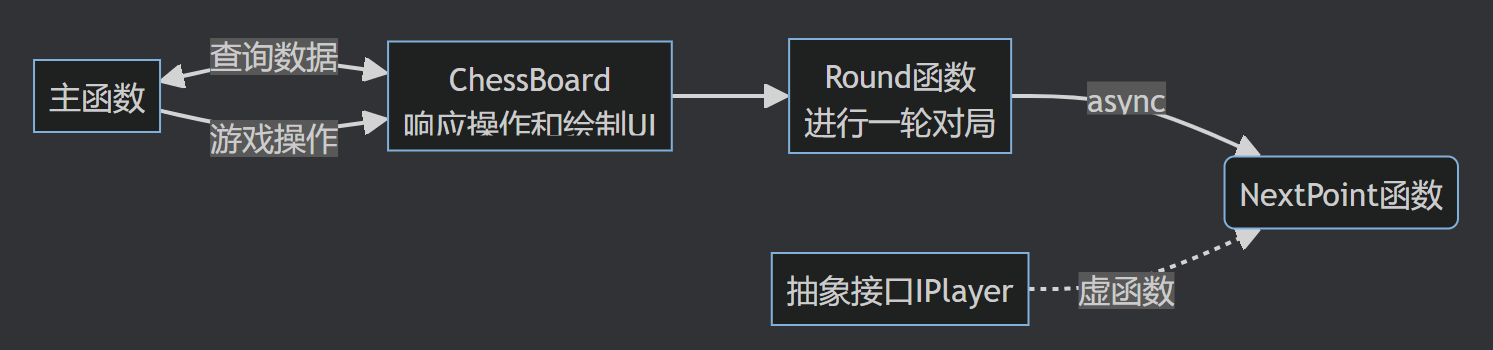 主函数
查询数据
游戏操作
ChessBoard
响应操作和绘制UI
Round函数
进行一轮对局
async
NextPoint函数
抽象接口IPlayer
虚函数